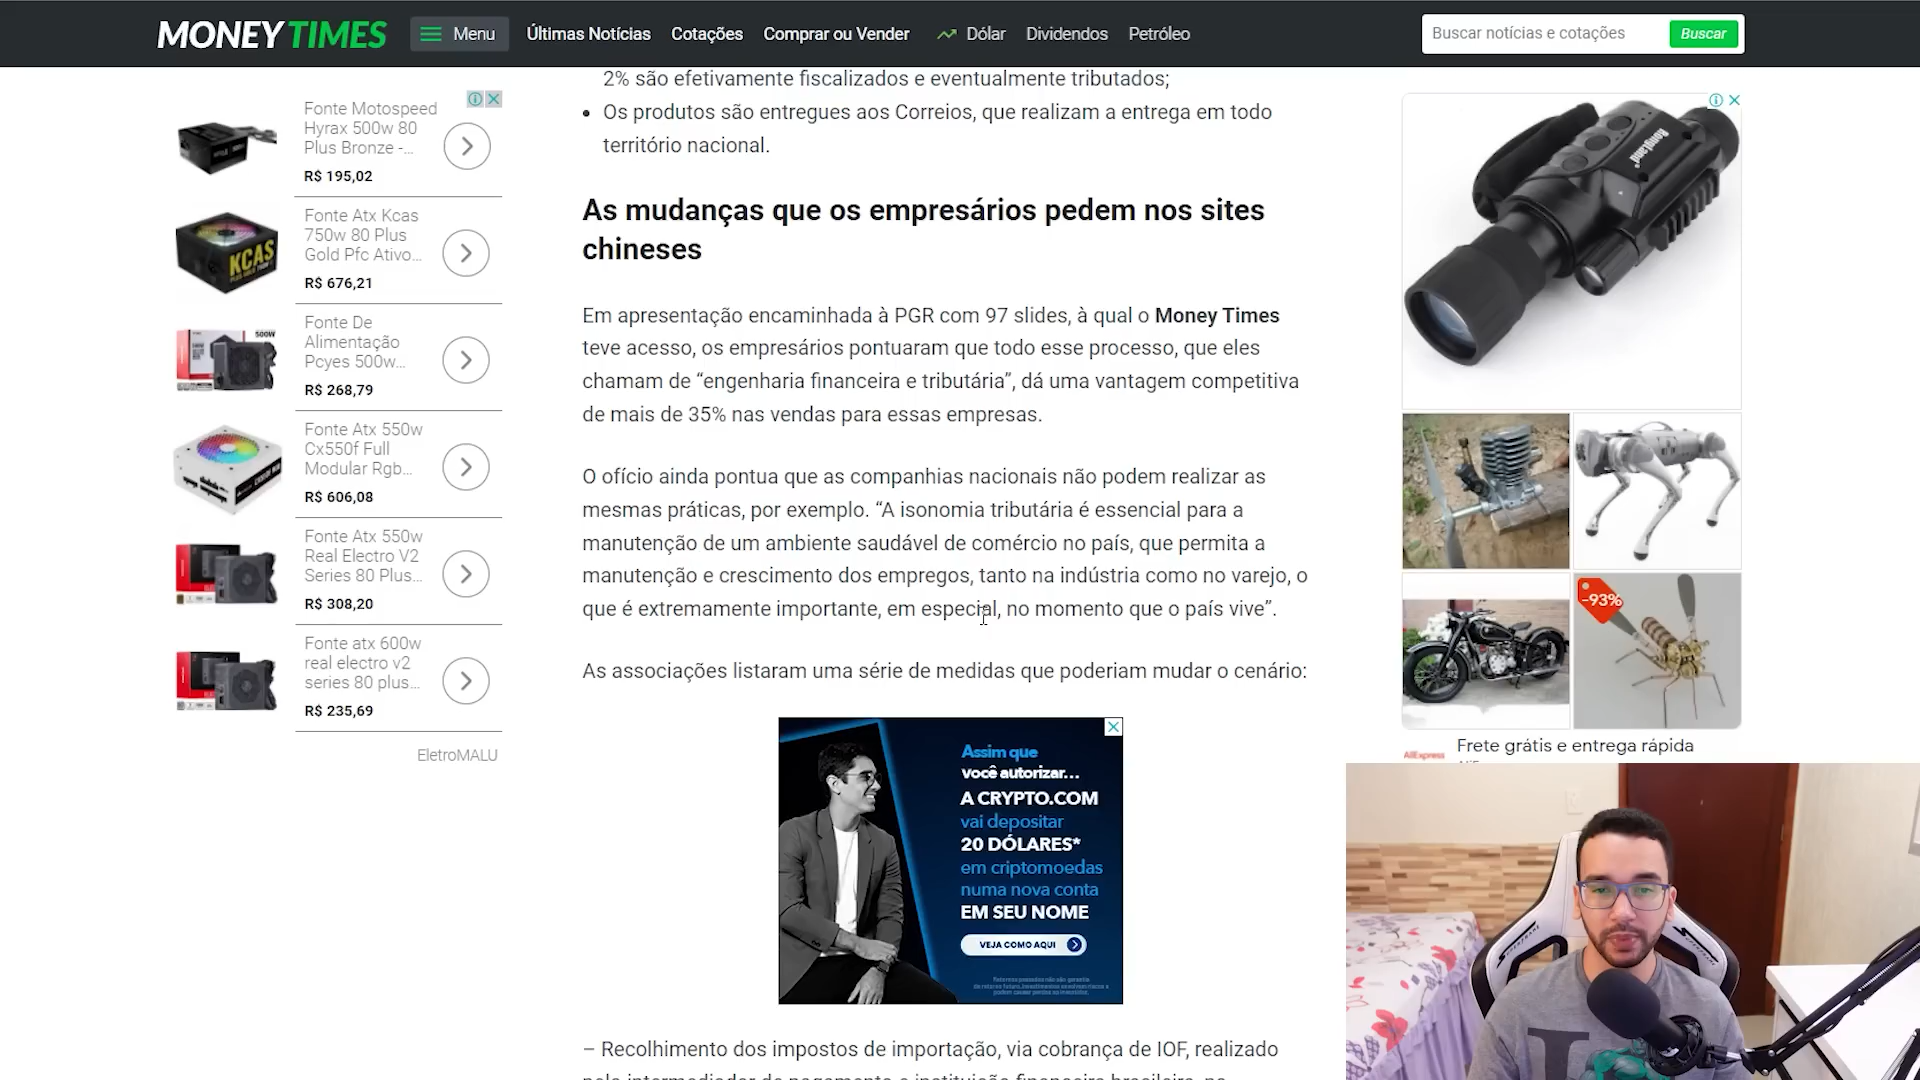 MONEY TIMES
Menu
Últimas Notícias
Cotações
Comprar ou Vender
Dólar
Dividendos
Petróleo
Buscar notícias e cotações
Buscar
Fonte Motospeed
Hyrax 500w 80
Plus Bronze -...
R$ 195,02
Fonte Atx Kcas
750w 80 Plus
Gold Pfc Ativo...
R$ 676,21
Fonte De
Alimentação
Pcyes 500w...
R$ 268,79
Fonte Atx 550w
Cx550f Full
Modular Rgb...
R$ 606,08
Fonte Atx 550w
Real Electro V2
Series 80 Plus...
R$ 308,20
Fonte atx 600w
real electro v2
series 80 plus...
R$ 235,69
EletroMALU
KCAS
500W
2% são efetivamente fiscalizados e eventualmente tributados;
• Os produtos são entregues aos Correios, que realizam a entrega em todo
território nacional.
As mudanças que os empresários pedem nos sites
chineses
Em apresentação encaminhada à PGR com 97 slides, à qual o Money Times
teve acesso, os empresários pontuaram que todo esse processo, que eles
chamam de “engenharia financeira e tributária”, dá uma vantagem competitiva
de mais de 35% nas vendas para essas empresas.
O ofício ainda pontua que as companhias nacionais não podem realizar as
mesmas práticas, por exemplo. “A isonomia tributária é essencial para a
manutenção de um ambiente saudável de comércio no país, que permita a
manutenção e crescimento dos empregos, tanto na indústria como no varejo, o
que é extremamente importante, em especial, no momento que o país vive”.
As associações listaram uma série de medidas que poderiam mudar o cenário:
Assim que
você autorizar...
A CRYPTO.COM
vai depositar
20 DÓLARES*
em criptomoedas
numa nova conta
EM SEU NOME
VEJA COMO AQUI
– Recolhimento dos impostos de importação, via cobrança de IOF, realizado
pelo intermediador de pagamento e instituição financeira brasileira, no
Rongland
-93%
Frete grátis e entrega rápida
AliExpress